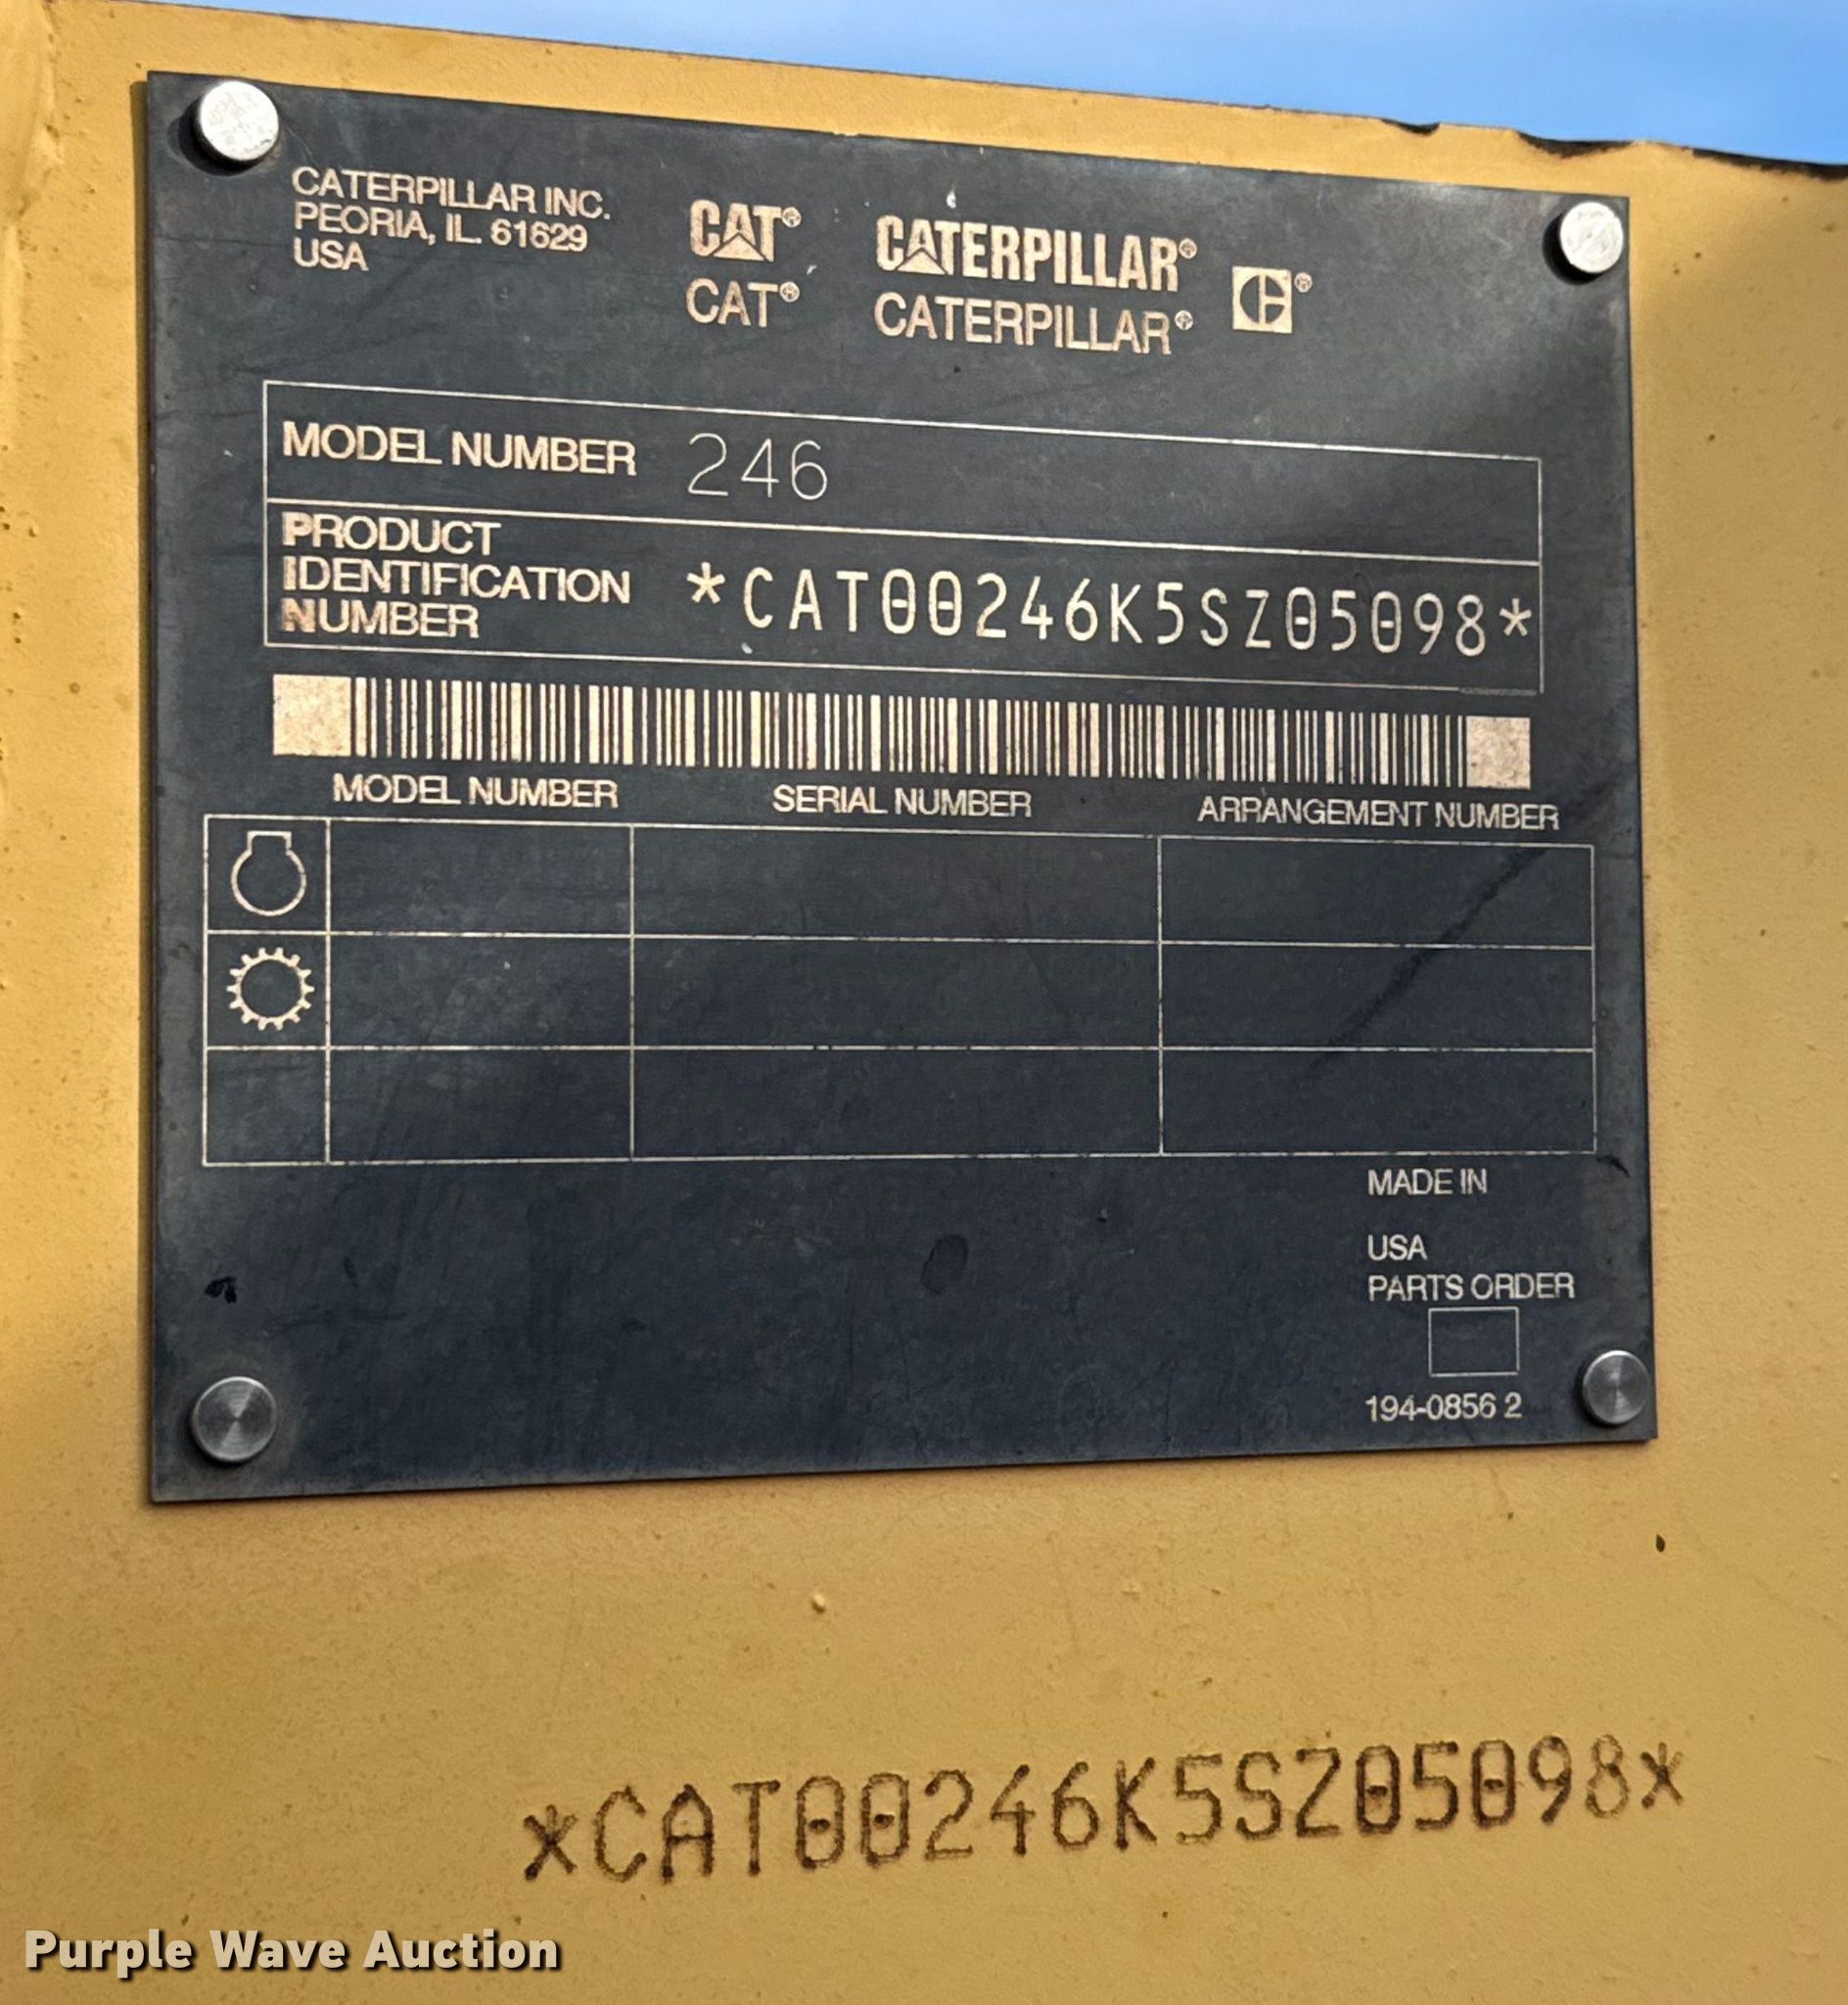 CATERPILLAR INC.
PEORIA, IL. 61629
USA
CAT® CATERPILLAR®
CAT® CATERPILLAR®
MODEL NUMBER 246
PRODUCT
IDENTIFICATION
NUMBER
*CAT00246K5SZ05098*
MODEL NUMBER SERIAL NUMBER ARRANGEMENT NUMBER
MADE IN
USA
PARTS ORDER
194-0856 2
*CAT00246K5SZ05098*
Purple Wave Auction